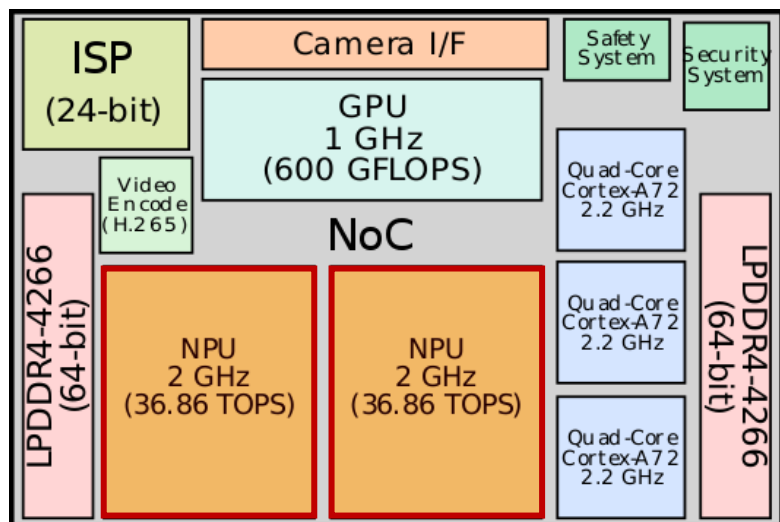 ISP
(24-bit)
Camera I/F
Safety
System
Security
System
GPU
1 GHz
(600 GFLOPS)
Video
Encode
(H.265)
Quad-Core
Cortex-A72
2.2 GHz
NoC
LPDDR4-4266
(64-bit)
NPU
2 GHz
(36.86 TOPS)
NPU
2 GHz
(36.86 TOPS)
Quad-Core
Cortex-A72
2.2 GHz
LPDDR4-4266
(64-bit)
Quad-Core
Cortex-A72
2.2 GHz